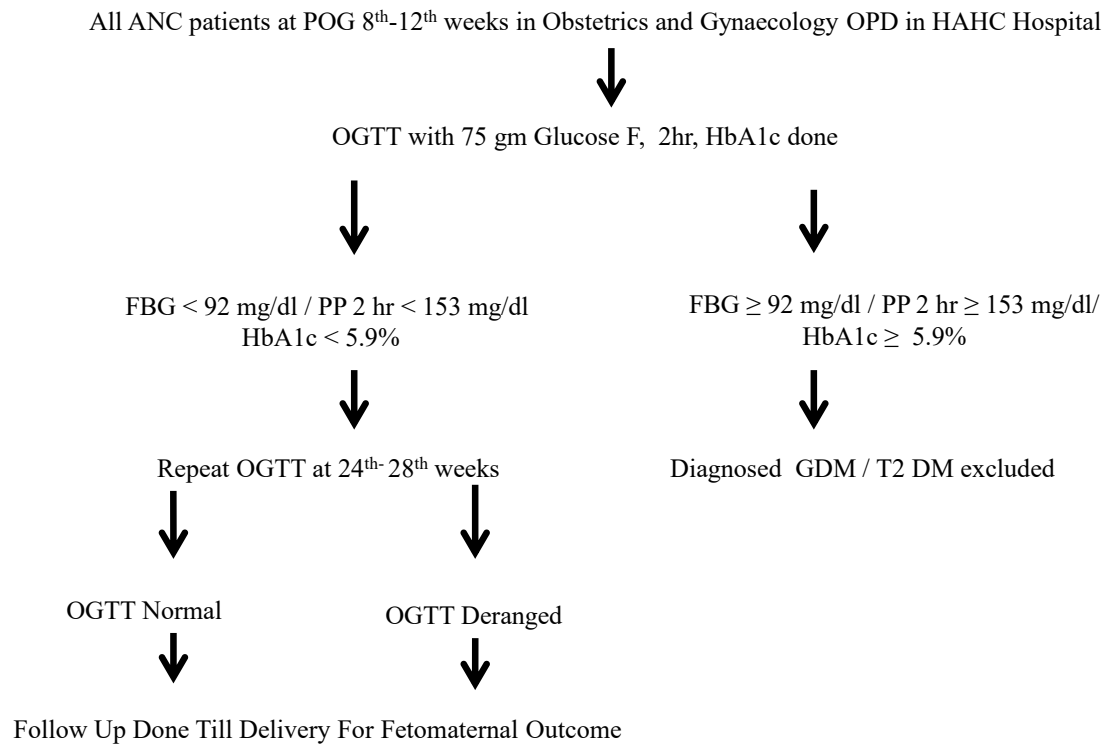 All ANC patients at POG 8th-12th weeks in Obstetrics and Gynaecology OPD in HAHC Hospital
OGTT with 75 gm Glucose F, 2hr, HbA1c done
FBG < 92 mg/dl / PP 2 hr < 153 mg/dl
HbA1c < 5.9%
FBG ≥ 92 mg/dl / PP 2 hr ≥ 153 mg/dl/
HbA1c ≥ 5.9%
Repeat OGTT at 24th- 28th weeks
Diagnosed GDM / T2 DM excluded
OGTT Normal
OGTT Deranged
Follow Up Done Till Delivery For Fetomaternal Outcome